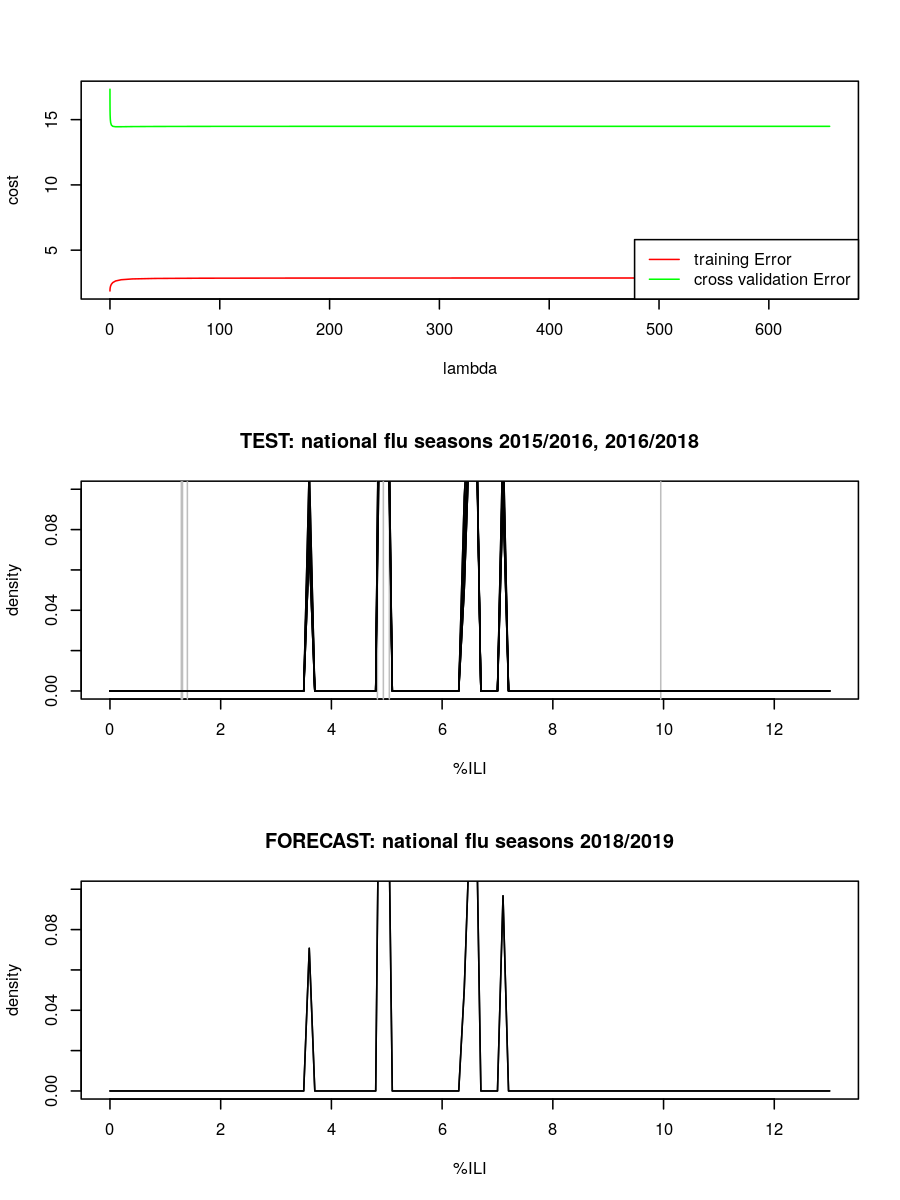 cost
15
10
5
training Error
cross validation Error
0 100 200 300 400 500 600
lambda
TEST: national flu seasons 2015/2016, 2016/2018
density
0.08
0.04
0.00
0 2 4 6 8 10 12
%ILI
FORECAST: national flu seasons 2018/2019
density
0.08
0.04
0.00
0 2 4 6 8 10 12
%ILI